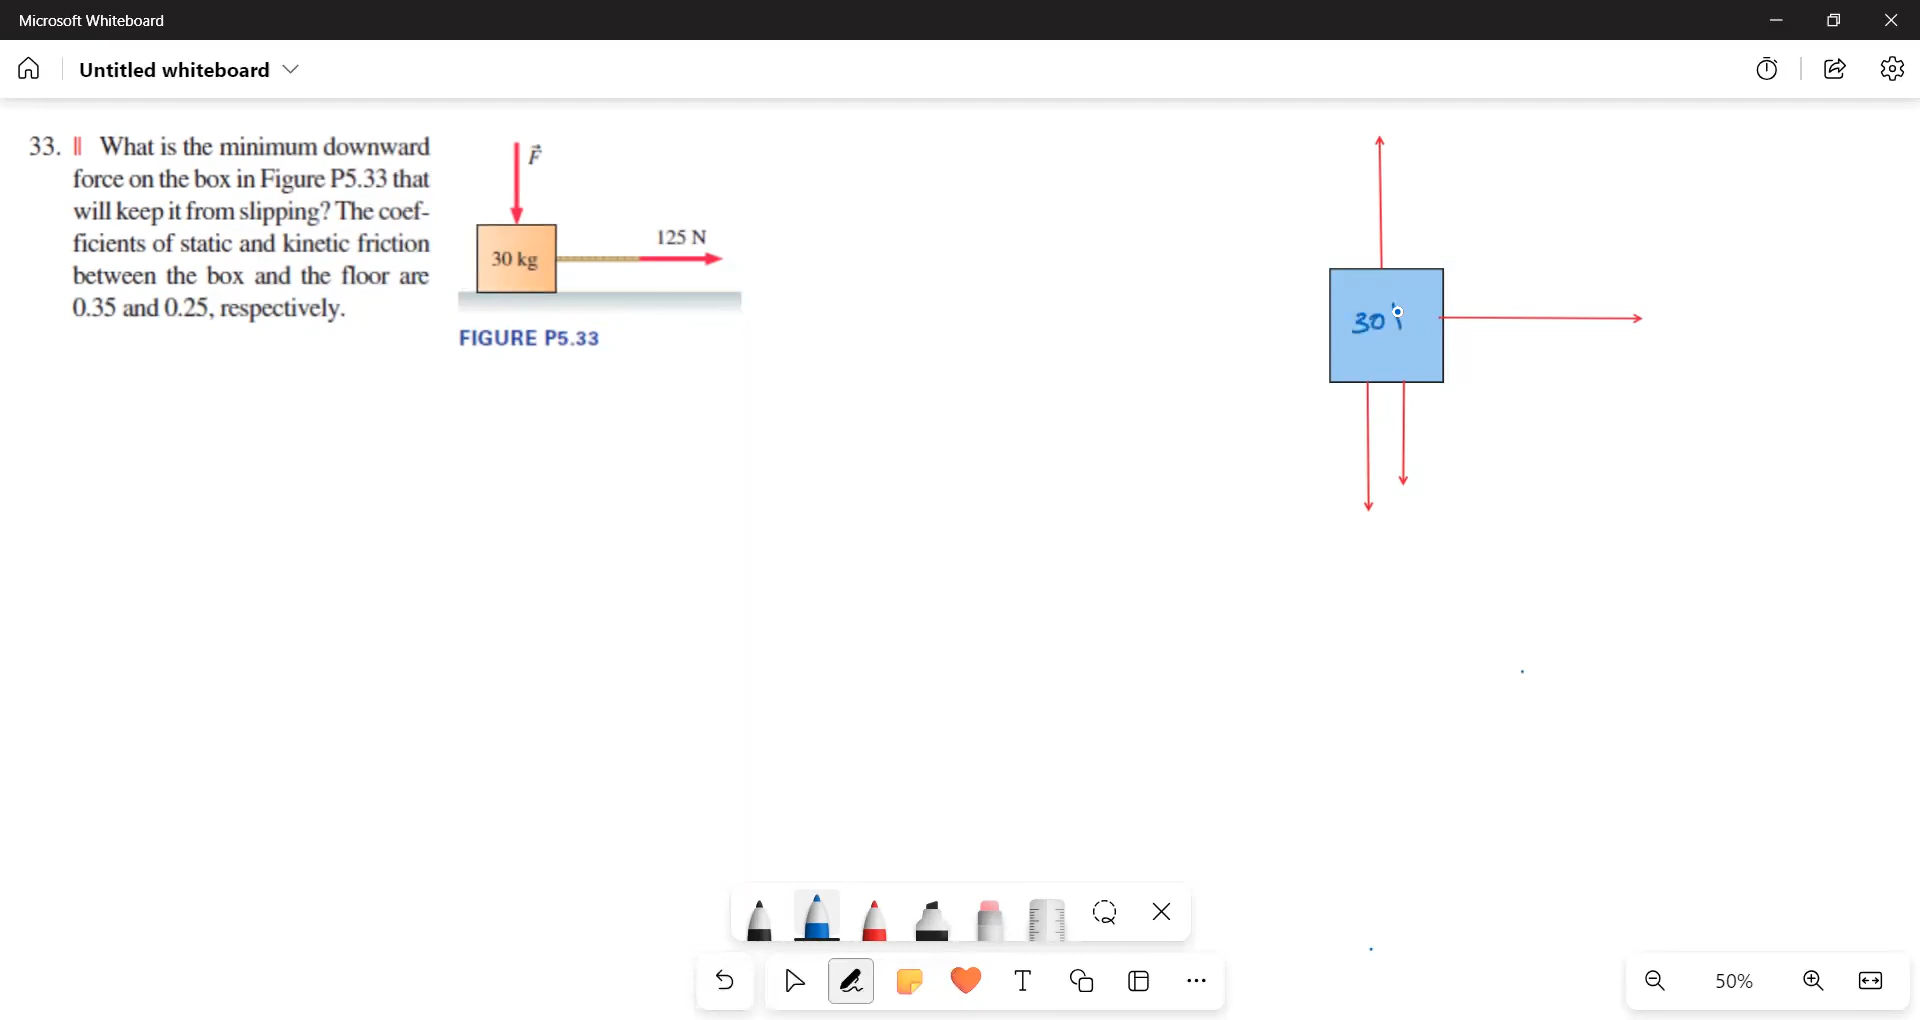 Microsoft Whiteboard
Untitled whiteboard
33. || What is the minimum downward
force on the box in Figure P5.33 that
will keep it from slipping? The coef-
ficients of static and kinetic friction
between the box and the floor are
0.35 and 0.25, respectively.
F⃗
125 N
30 kg
FIGURE P5.33
30
50%